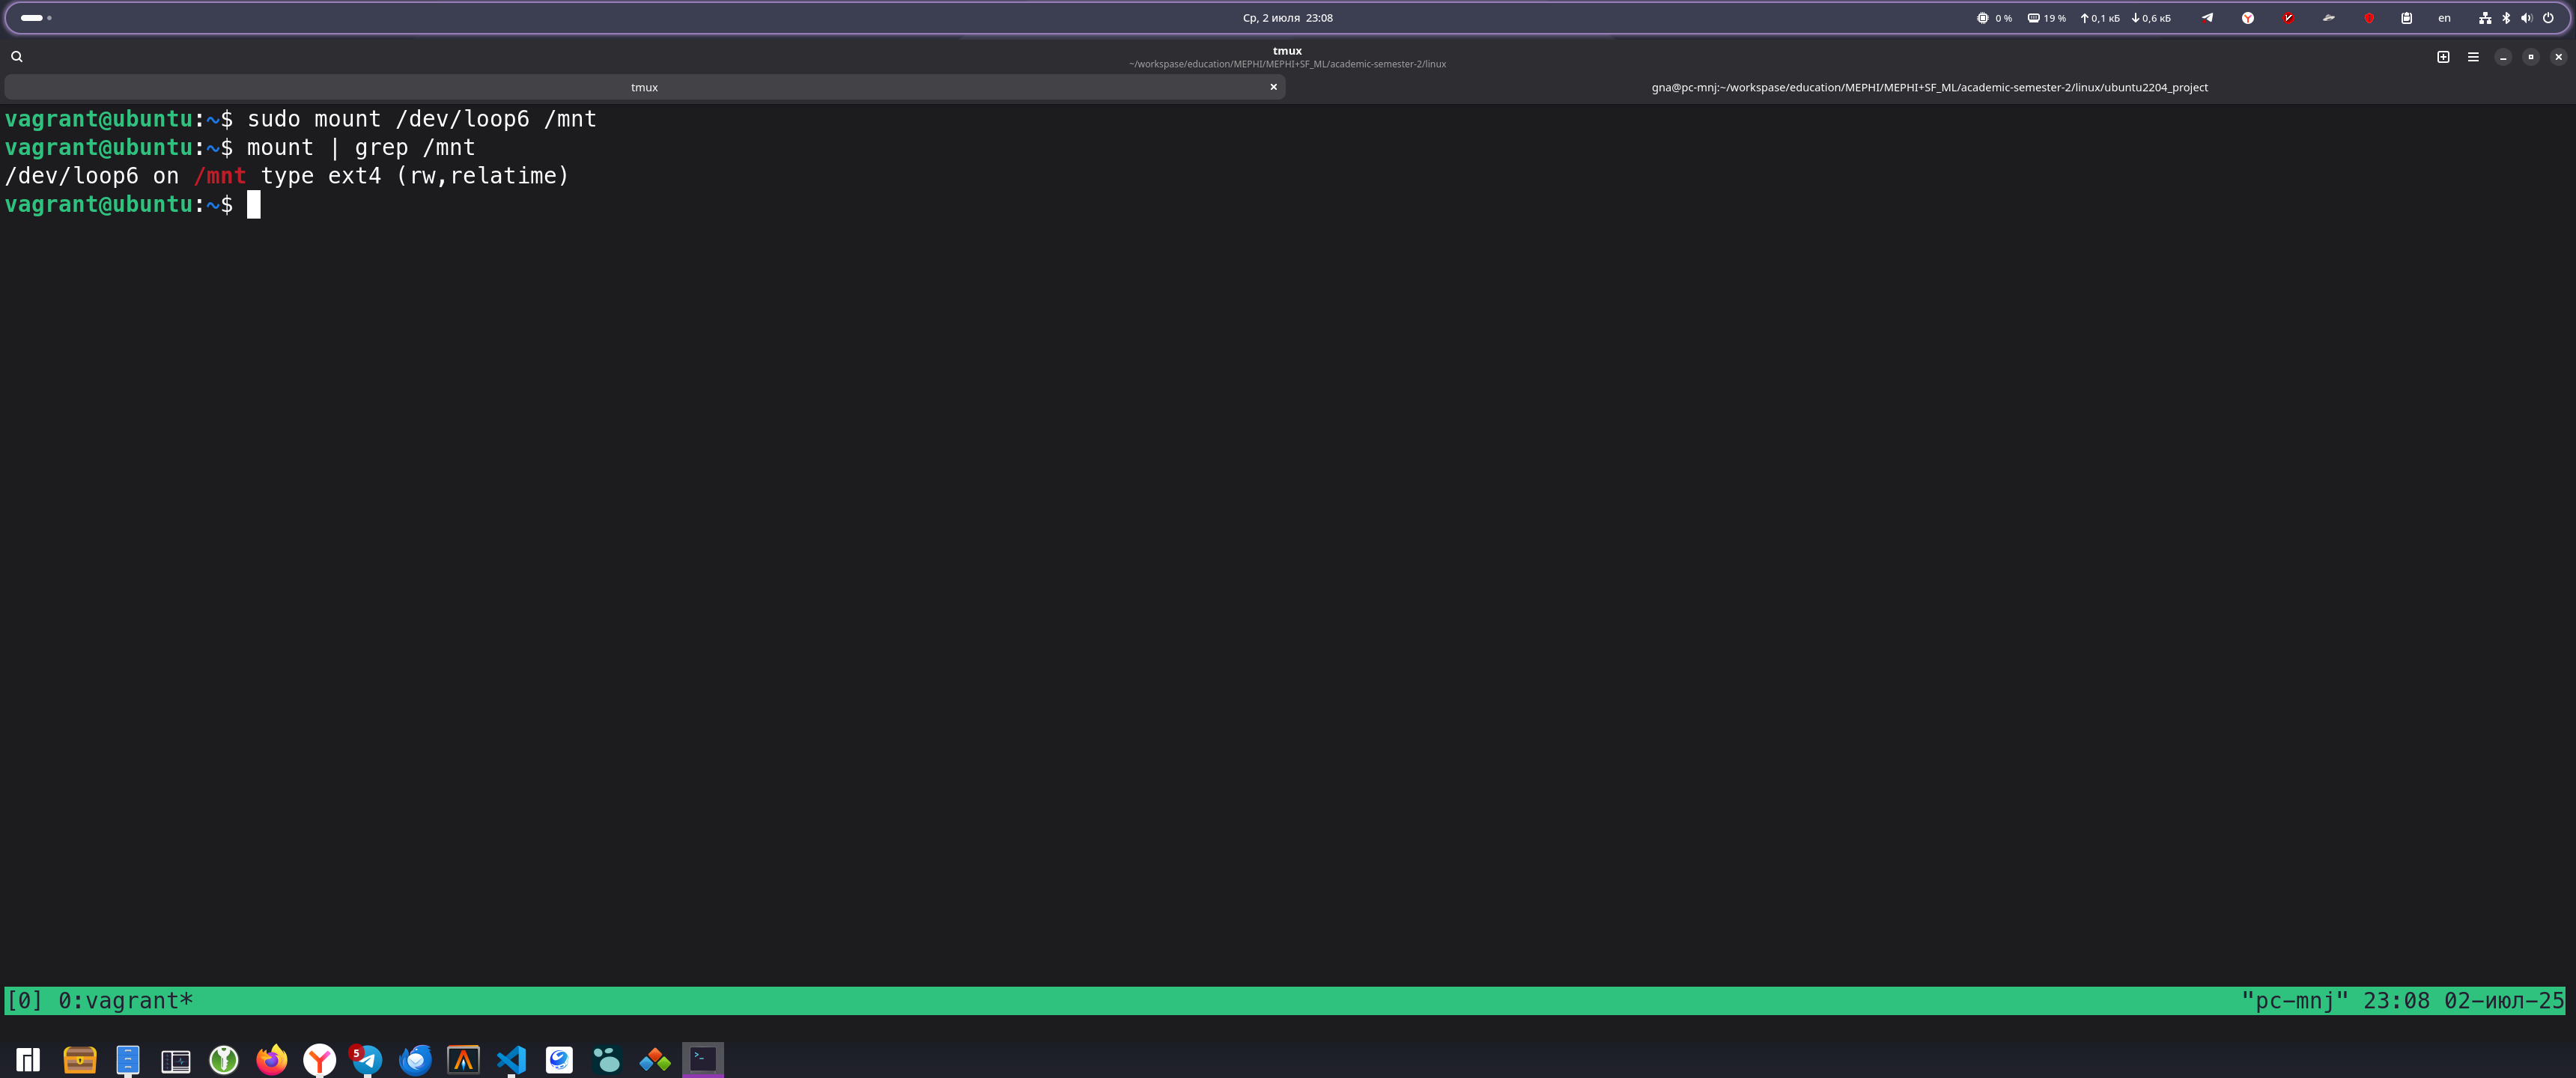 Ср, 2 июля 23:08
0 % 19 % 0,1 кБ 0,6 кБ en
tmux
~/workspase/education/MEPHI/MEPHI+SF_ML/academic-semester-2/linux
tmux
gna@pc-mnj:~/workspase/education/MEPHI/MEPHI+SF_ML/academic-semester-2/linux/ubuntu2204_project
vagrant@ubuntu:~$ sudo mount /dev/loop6 /mnt
vagrant@ubuntu:~$ mount | grep /mnt
/dev/loop6 on /mnt type ext4 (rw,relatime)
vagrant@ubuntu:~$
[0] 0:vagrant* "pc-mnj" 23:08 02-июл-25
5